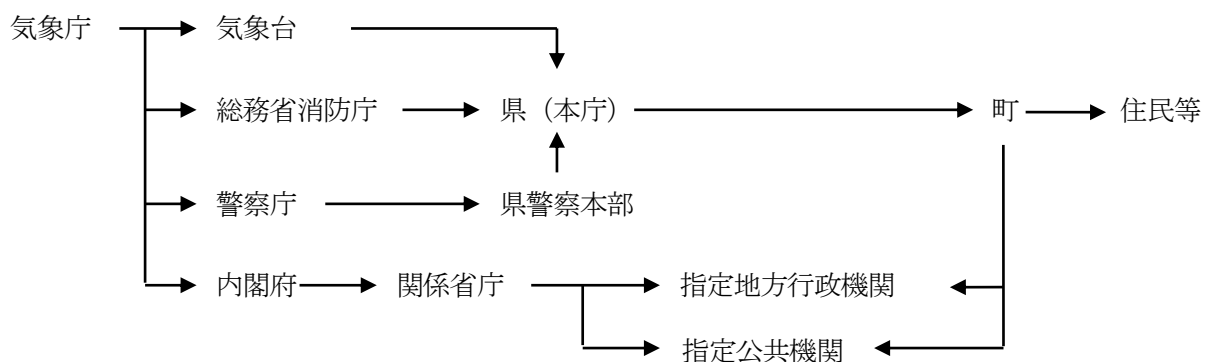 気象庁 気象台
総務省消防庁 県（本庁） 町 住民等
警察庁 県警察本部
内閣府 関係省庁 指定地方行政機関
指定公共機関